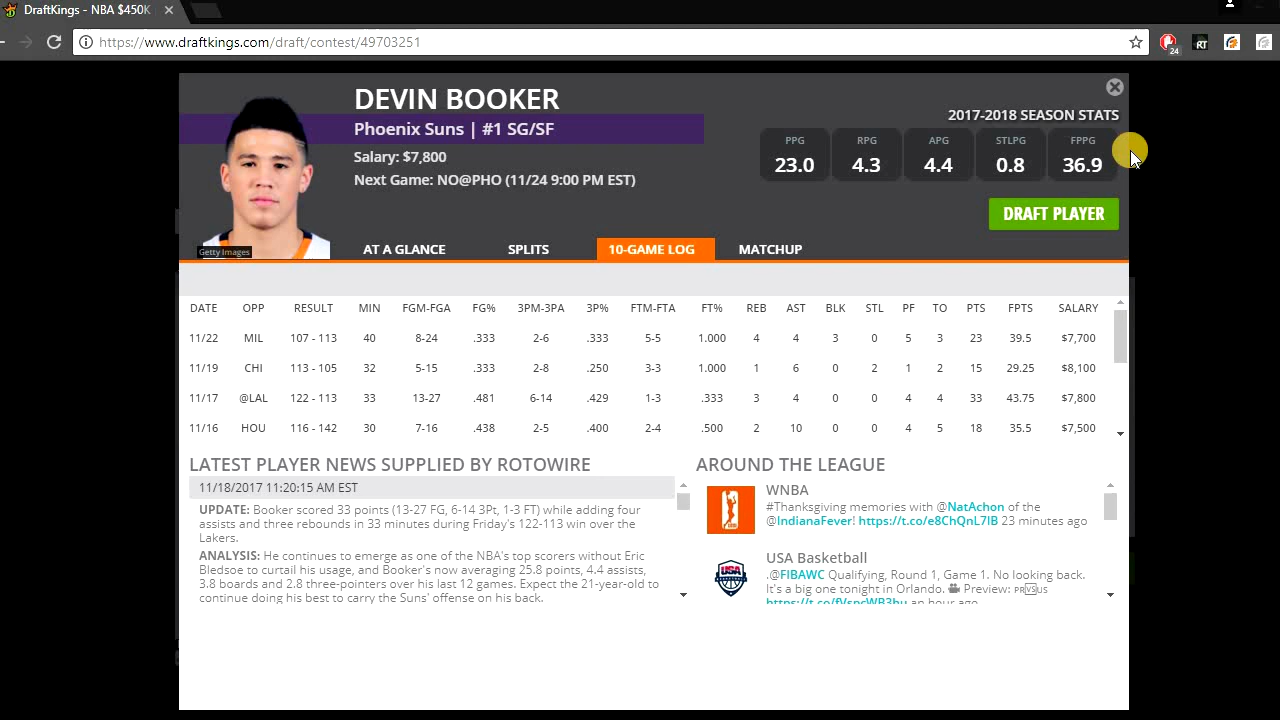 DraftKings - NBA $450K
https://www.draftkings.com/draft/contest/49703251
24
RT
DEVIN BOOKER
Phoenix Suns | #1 SG/SF
Salary: $7,800
Next Game: NO@PHO (11/24 9:00 PM EST)
Getty Images
2017-2018 SEASON STATS
PPG RPG APG STLPG FPPG
23.0 4.3 4.4 0.8 36.9
DRAFT PLAYER
AT A GLANCE SPLITS 10-GAME LOG MATCHUP
DATE OPP RESULT MIN FGM-FGA FG% 3PM-3PA 3P% FTM-FTA FT% REB AST BLK STL PF TO PTS FPTS SALARY
11/22 MIL 107 - 113 40 8-24 .333 2-6 .333 5-5 1.000 4 4 3 0 5 3 23 39.5 $7,700
11/19 CHI 113 - 105 32 5-15 .333 2-8 .250 3-3 1.000 1 6 0 2 1 2 15 29.25 $8,100
11/17 @LAL 122 - 113 33 13-27 .481 6-14 .429 1-3 .333 3 4 0 0 4 4 33 43.75 $7,800
11/16 HOU 116 - 142 30 7-16 .438 2-5 .400 2-4 .500 2 10 0 0 4 5 18 35.5 $7,500
LATEST PLAYER NEWS SUPPLIED BY ROTOWIRE
11/18/2017 11:20:15 AM EST
UPDATE: Booker scored 33 points (13-27 FG, 6-14 3Pt, 1-3 FT) while adding four
assists and three rebounds in 33 minutes during Friday's 122-113 win over the
Lakers.
ANALYSIS: He continues to emerge as one of the NBA's top scorers without Eric
Bledsoe to curtail his usage, and Booker's now averaging 25.8 points, 4.4 assists,
3.8 boards and 2.8 three-pointers over his last 12 games. Expect the 21-year-old to
continue doing his best to carry the Suns' offense on his back.
AROUND THE LEAGUE
WNBA
#Thanksgiving memories with @NatAchon of the
@IndianaFever! https://t.co/e8ChQnL7IB 23 minutes ago
USA Basketball
.@FIBAWC Qualifying, Round 1, Game 1. No looking back.
It's a big one tonight in Orlando. Preview:
an hour ago